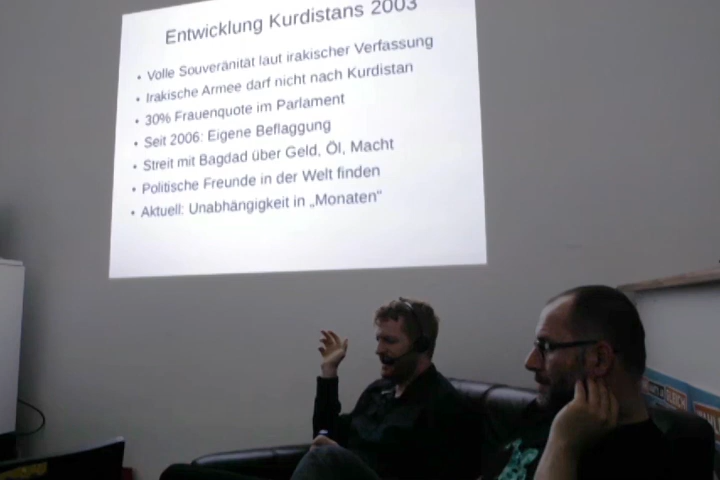 Entwicklung Kurdistans 2003
• Volle Souveränität laut irakischer Verfassung
• Irakische Armee darf nicht nach Kurdistan
• 30% Frauenquote im Parlament
• Seit 2006: Eigene Beflaggung
• Streit mit Bagdad über Geld, Öl, Macht
• Politische Freunde in der Welt finden
• Aktuell: Unabhängigkeit in „Monaten“